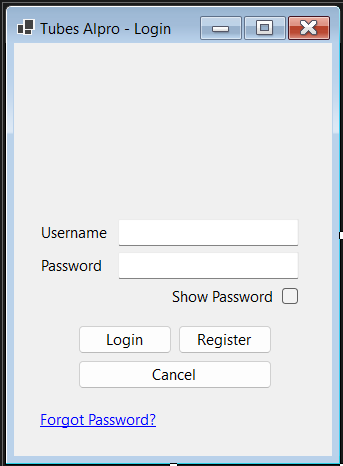 Tubes Alpro - Login
Username
Password
Show Password
Login Register
Cancel
Forgot Password?